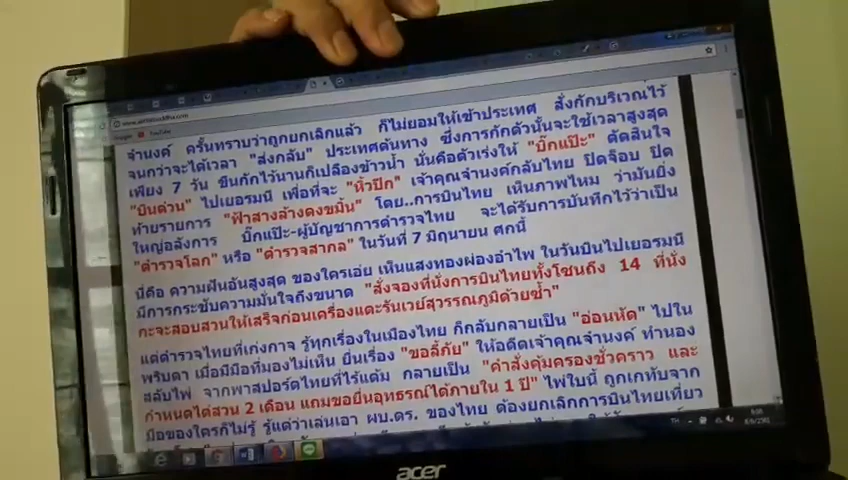 จำนงค์ ครั้นทราบว่าถูกยกเลิกแล้ว ก็ไม่ยอมให้เข้าประเทศ สั่งกักบริเวณไว้
จนกว่าจะได้เวลา "ส่งกลับ" ประเทศต้นทาง ซึ่งการกักตัวนั้นจะใช้เวลาสูงสุด
เพียง 7 วัน ขืนกักไว้นานก็เปลืองข้าวน้ำ นั่นคือตัวเร่งให้ "บิ๊กแป๊ะ" ตัดสินใจ
"บินด่วน" ไปเยอรมนี เพื่อที่จะ "หิ้วปีก" เจ้าคุณจำนงค์กลับไทย ปิดจ็อบ ปิด
ท้ายรายการ "ฟ้าสางล้างดงขมิ้น" โดย..การบินไทย เห็นภาพไหม ว่ามันยิ่ง
ใหญ่อลังการ บิ๊กแป๊ะ-ผู้บัญชาการตำรวจไทย จะได้รับการบันทึกไว้ว่าเป็น
"ตำรวจโลก" หรือ "ตำรวจสากล" ในวันที่ 7 มิถุนายน ศกนี้
นี่คือ ความฝันอันสูงสุด ของใครเอ่ย เห็นแสงทองผ่องอำไพ ในวันบินไปเยอรมนี
มีการกระชับความมั่นใจถึงขนาด "สั่งจองที่นั่งการบินไทยทั้งโซนถึง 14 ที่นั่ง
กะจะสอบสวนให้เสร็จก่อนเครื่องแตะรันเวย์สุวรรณภูมิด้วยซ้ำ"
แต่ตำรวจไทยที่เก่งกาจ รู้ทุกเรื่องในเมืองไทย ก็กลับกลายเป็น "อ่อนหัด" ไปใน
พริบตา เมื่อมีมือที่มองไม่เห็น ยื่นเรื่อง "ขอลี้ภัย" ให้อดีตเจ้าคุณจำนงค์ ทำนอง
สลับไพ่ จากพาสปอร์ตไทยที่ไร้แต้ม กลายเป็น "คำสั่งคุ้มครองชั่วคราว และ
กำหนดไต่สวน 2 เดือน แถมขอยื่นอุทธรณ์ได้ภายใน 1 ปี" ไพ่ใบนี้ ถูกเกทับจาก
มือของใครก็ไม่รู้ รู้แต่ว่าเล่นเอา ผบ.ตร. ของไทย ต้องยกเลิกการบินไทยเที่ยว
acer